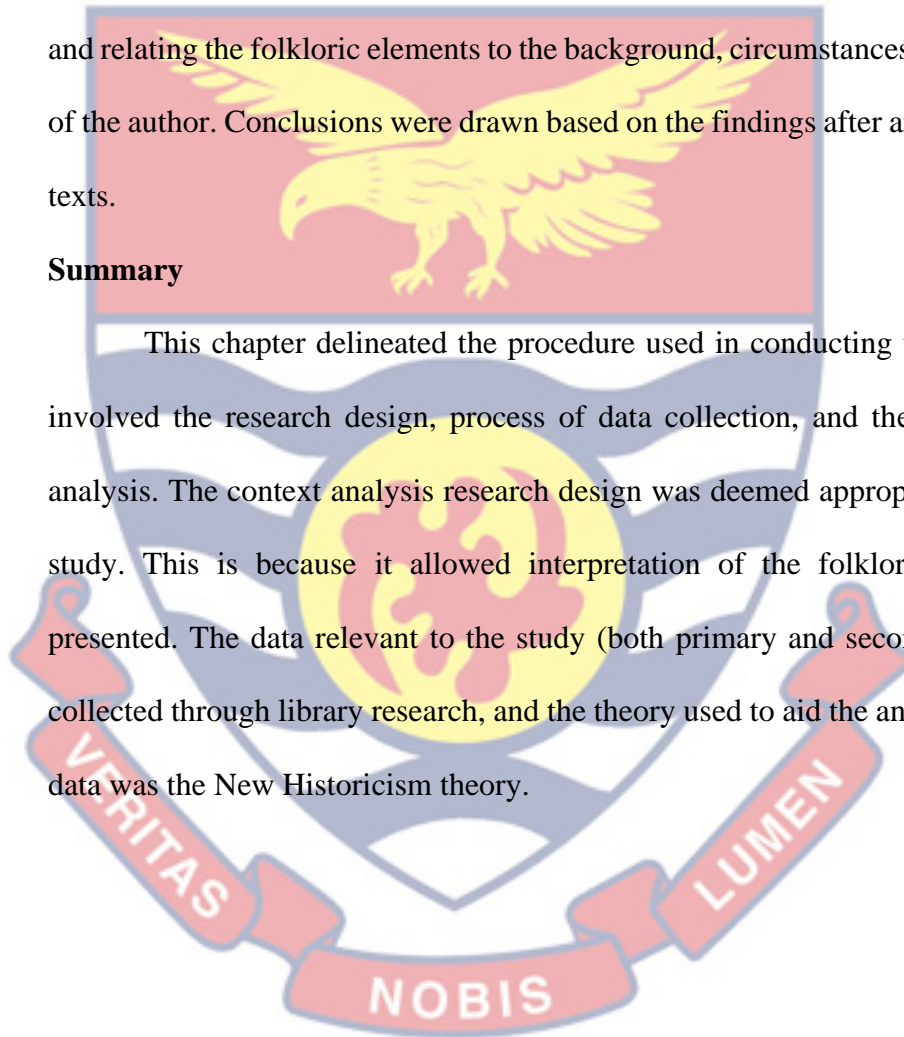 and relating the folkloric elements to the background, circumstances
of the author. Conclusions were drawn based on the findings after a
texts.
Summary
This chapter delineated the procedure used in conducting
involved the research design, process of data collection, and the
analysis. The context analysis research design was deemed approp
study. This is because it allowed interpretation of the folklor
presented. The data relevant to the study (both primary and seco
collected through library research, and the theory used to aid the an
data was the New Historicism theory.
VERITAS
NOBIS
LUMEN